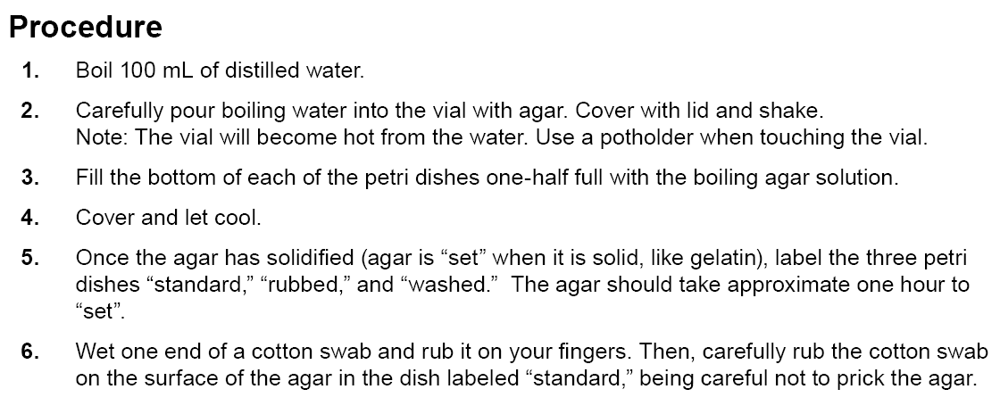 Procedure
1. Boil 100 mL of distilled water.
2. Carefully pour boiling water into the vial with agar. Cover with lid and shake.
Note: The vial will become hot from the water. Use a potholder when touching the vial.
3. Fill the bottom of each of the petri dishes one-half full with the boiling agar solution.
4. Cover and let cool.
5. Once the agar has solidified (agar is “set” when it is solid, like gelatin), label the three petri
dishes “standard,” “rubbed,” and “washed.”  The agar should take approximate one hour to
“set”.
6. Wet one end of a cotton swab and rub it on your fingers. Then, carefully rub the cotton swab
on the surface of the agar in the dish labeled “standard,” being careful not to prick the agar.